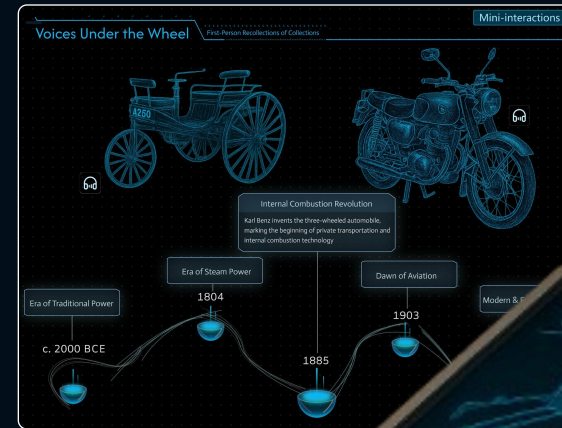 Mini-interactions
Voices Under the Wheel
First-Person Recollections of Collections
A250
Internal Combustion Revolution
Karl Benz invents the three-wheeled automobile,
marking the beginning of private transportation and
internal combustion technology
Era of Steam Power
Dawn of Aviation
Era of Traditional Power
Modern &
1804
1903
c. 2000 BCE
1885